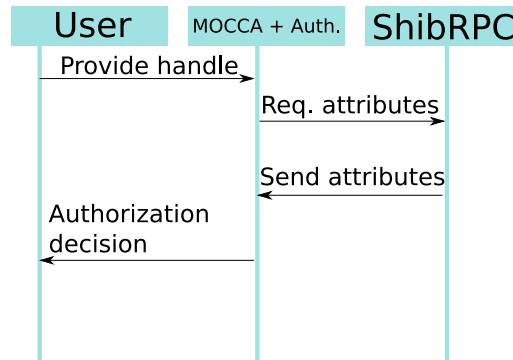 User
MOCCA + Auth.
ShibRPC
Provide handle
Req. attributes
Send attributes
Authorization
decision